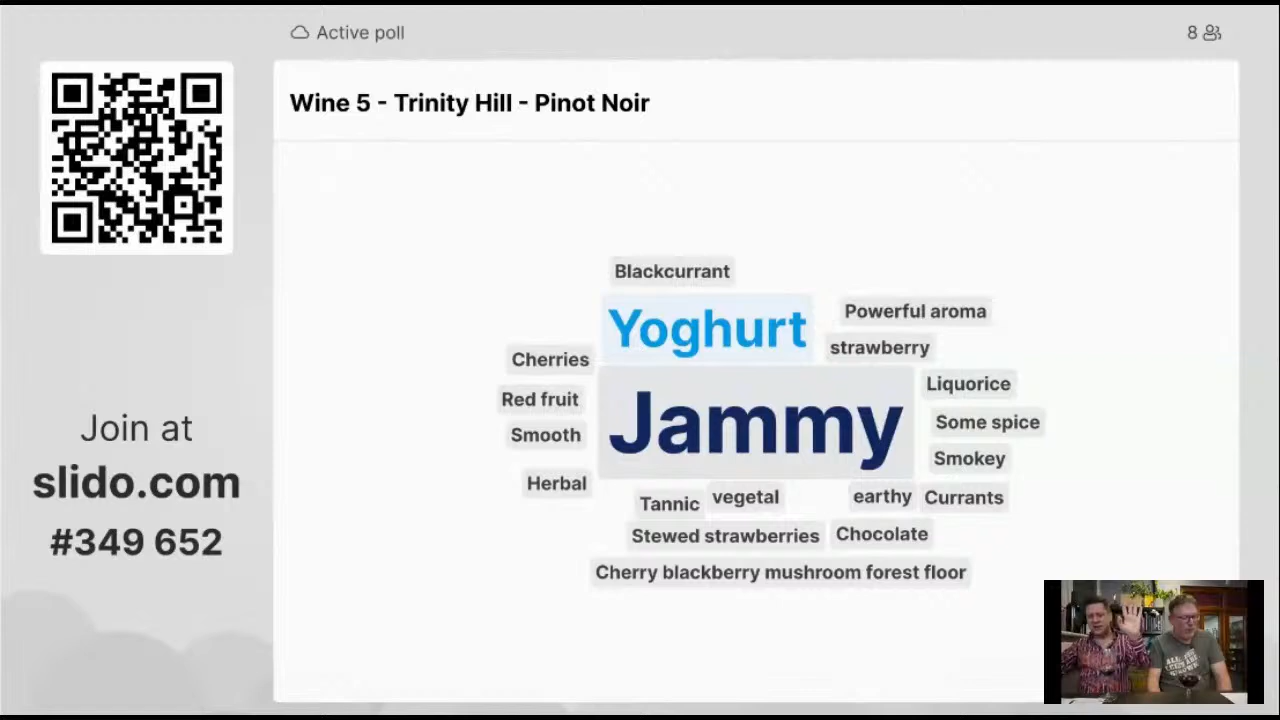 Active poll
8
Wine 5 - Trinity Hill - Pinot Noir
Blackcurrant
Yoghurt
Powerful aroma
strawberry
Cherries
Liquorice
Red fruit
Jammy
Some spice
Smooth
Smokey
Herbal
Tannic
vegetal
earthy
Currants
Stewed strawberries
Chocolate
Cherry blackberry mushroom forest floor
Join at
slido.com
#349 652